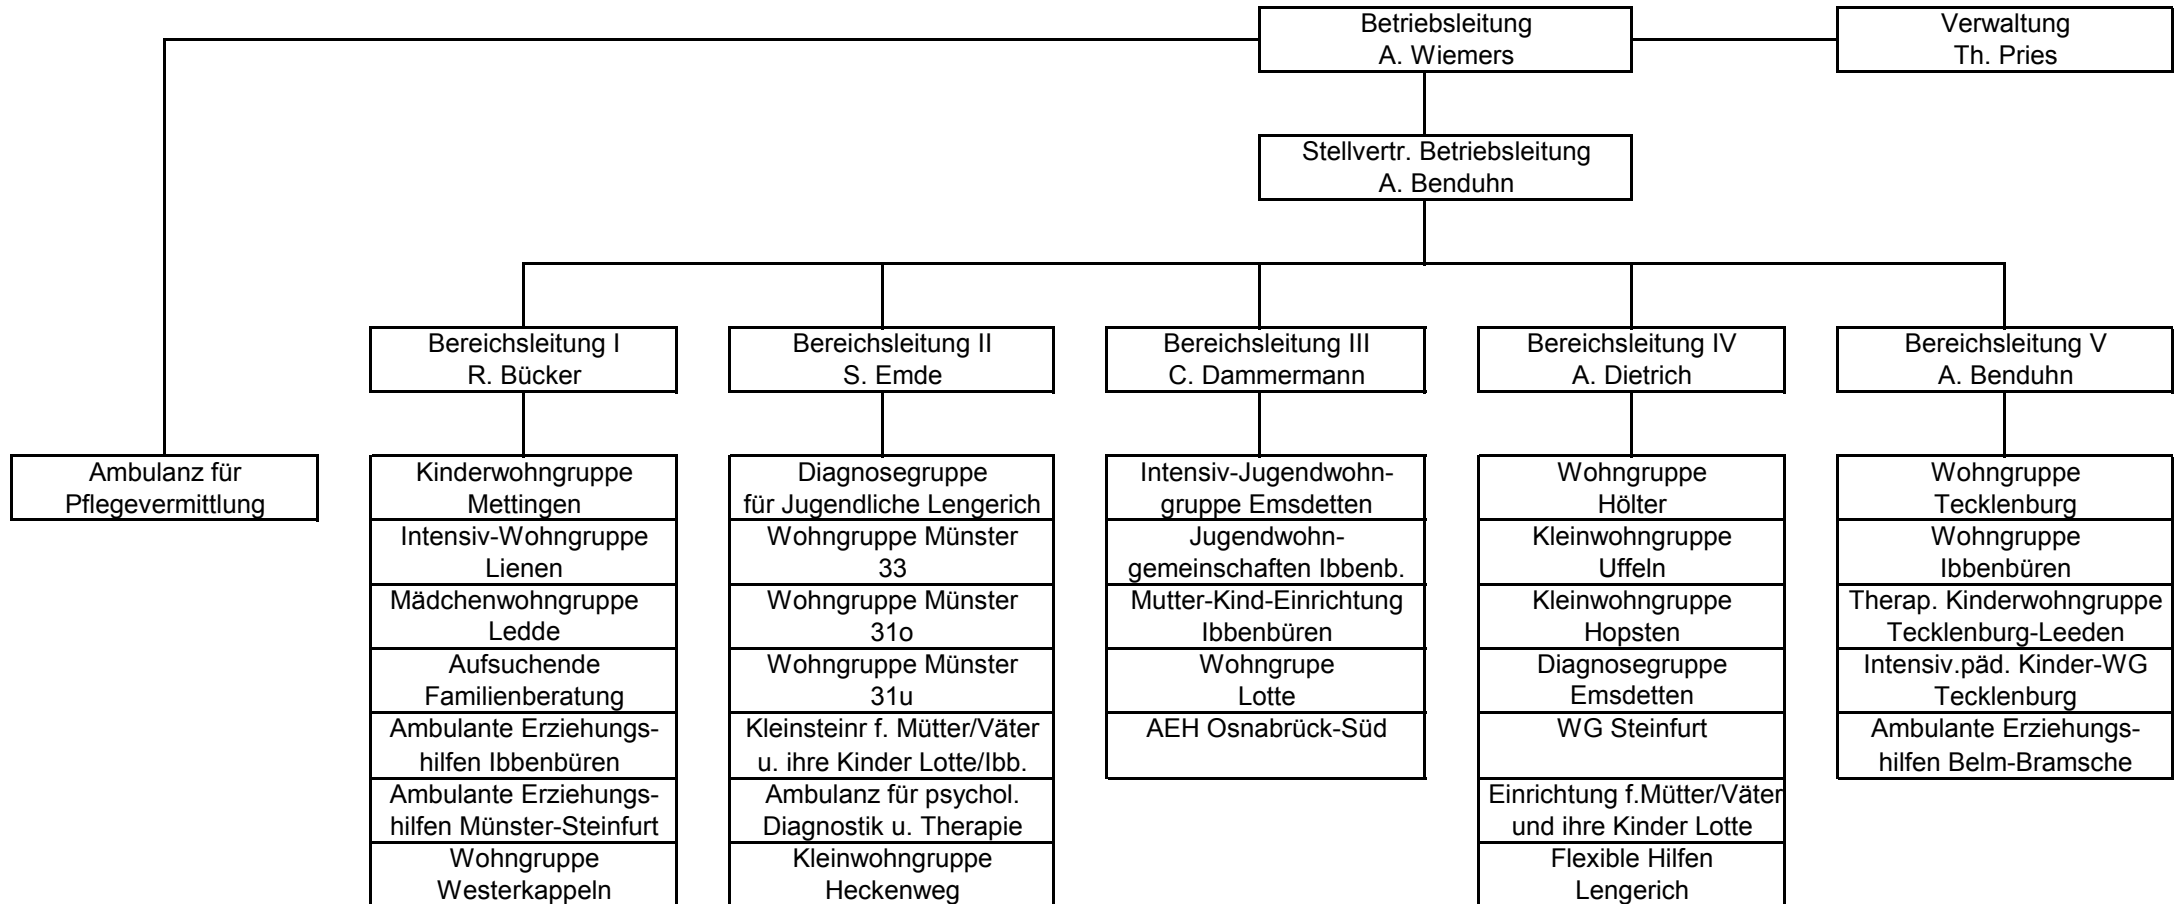 Betriebsleitung
A. Wiemers
Verwaltung
Th. Pries
Stellvertr. Betriebsleitung
A. Benduhn
Bereichsleitung I
R. Bücker
Bereichsleitung II
S. Emde
Bereichsleitung III
C. Dammermann
Bereichsleitung IV
A. Dietrich
Bereichsleitung V
A. Benduhn
Ambulanz für
Pflegevermittlung
Kinderwohngruppe
Mettingen
Intensiv-Wohngruppe
Lienen
Mädchenwohngruppe
Ledde
Aufsuchende
Familienberatung
Ambulante Erziehungs-
hilfen Ibbenbüren
Ambulante Erziehungs-
hilfen Münster-Steinfurt
Wohngruppe
Westerkappeln
Diagnosegruppe
für Jugendliche Lengerich
Wohngruppe Münster
33
Wohngruppe Münster
31o
Wohngruppe Münster
31u
Kleinsteinr f. Mütter/Väter
u. ihre Kinder Lotte/Ibb.
Ambulanz für psychol.
Diagnostik u. Therapie
Kleinwohngruppe
Heckenweg
Intensiv-Jugendwohn-
gruppe Emsdetten
Jugendwohn-
gemeinschaften Ibbenb.
Mutter-Kind-Einrichtung
Ibbenbüren
Wohngrupe
Lotte
AEH Osnabrück-Süd
Wohngruppe
Hölter
Kleinwohngruppe
Uffeln
Kleinwohngruppe
Hopsten
Diagnosegruppe
Emsdetten
WG Steinfurt
Einrichtung f.Mütter/Väter
und ihre Kinder Lotte
Flexible Hilfen
Lengerich
Wohngruppe
Tecklenburg
Wohngruppe
Ibbenbüren
Therap. Kinderwohngruppe
Tecklenburg-Leeden
Intensiv.päd. Kinder-WG
Tecklenburg
Ambulante Erziehungs-
hilfen Belm-Bramsche